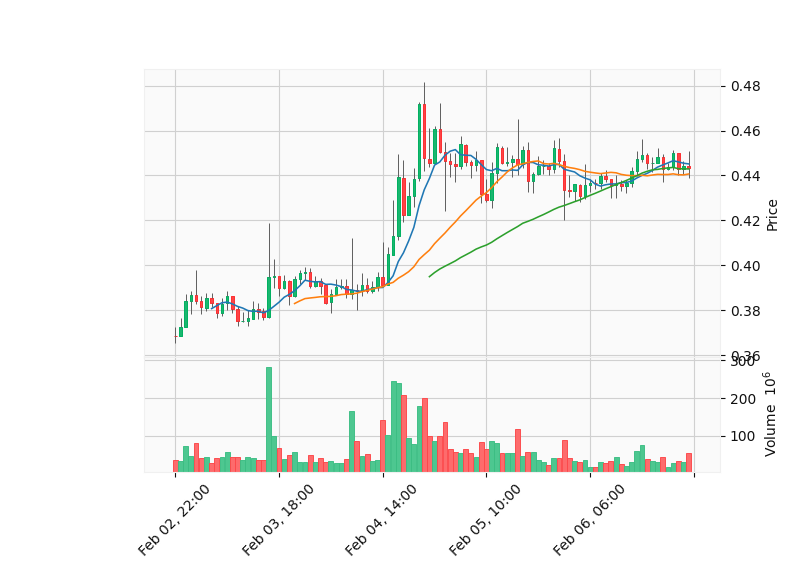 0.48
0.46
0.44
0.42
0.40
0.38
0.36
Price
300
200
100
Volume 10^6
Feb 02, 22:00
Feb 03, 18:00
Feb 04, 14:00
Feb 05, 10:00
Feb 06, 06:00